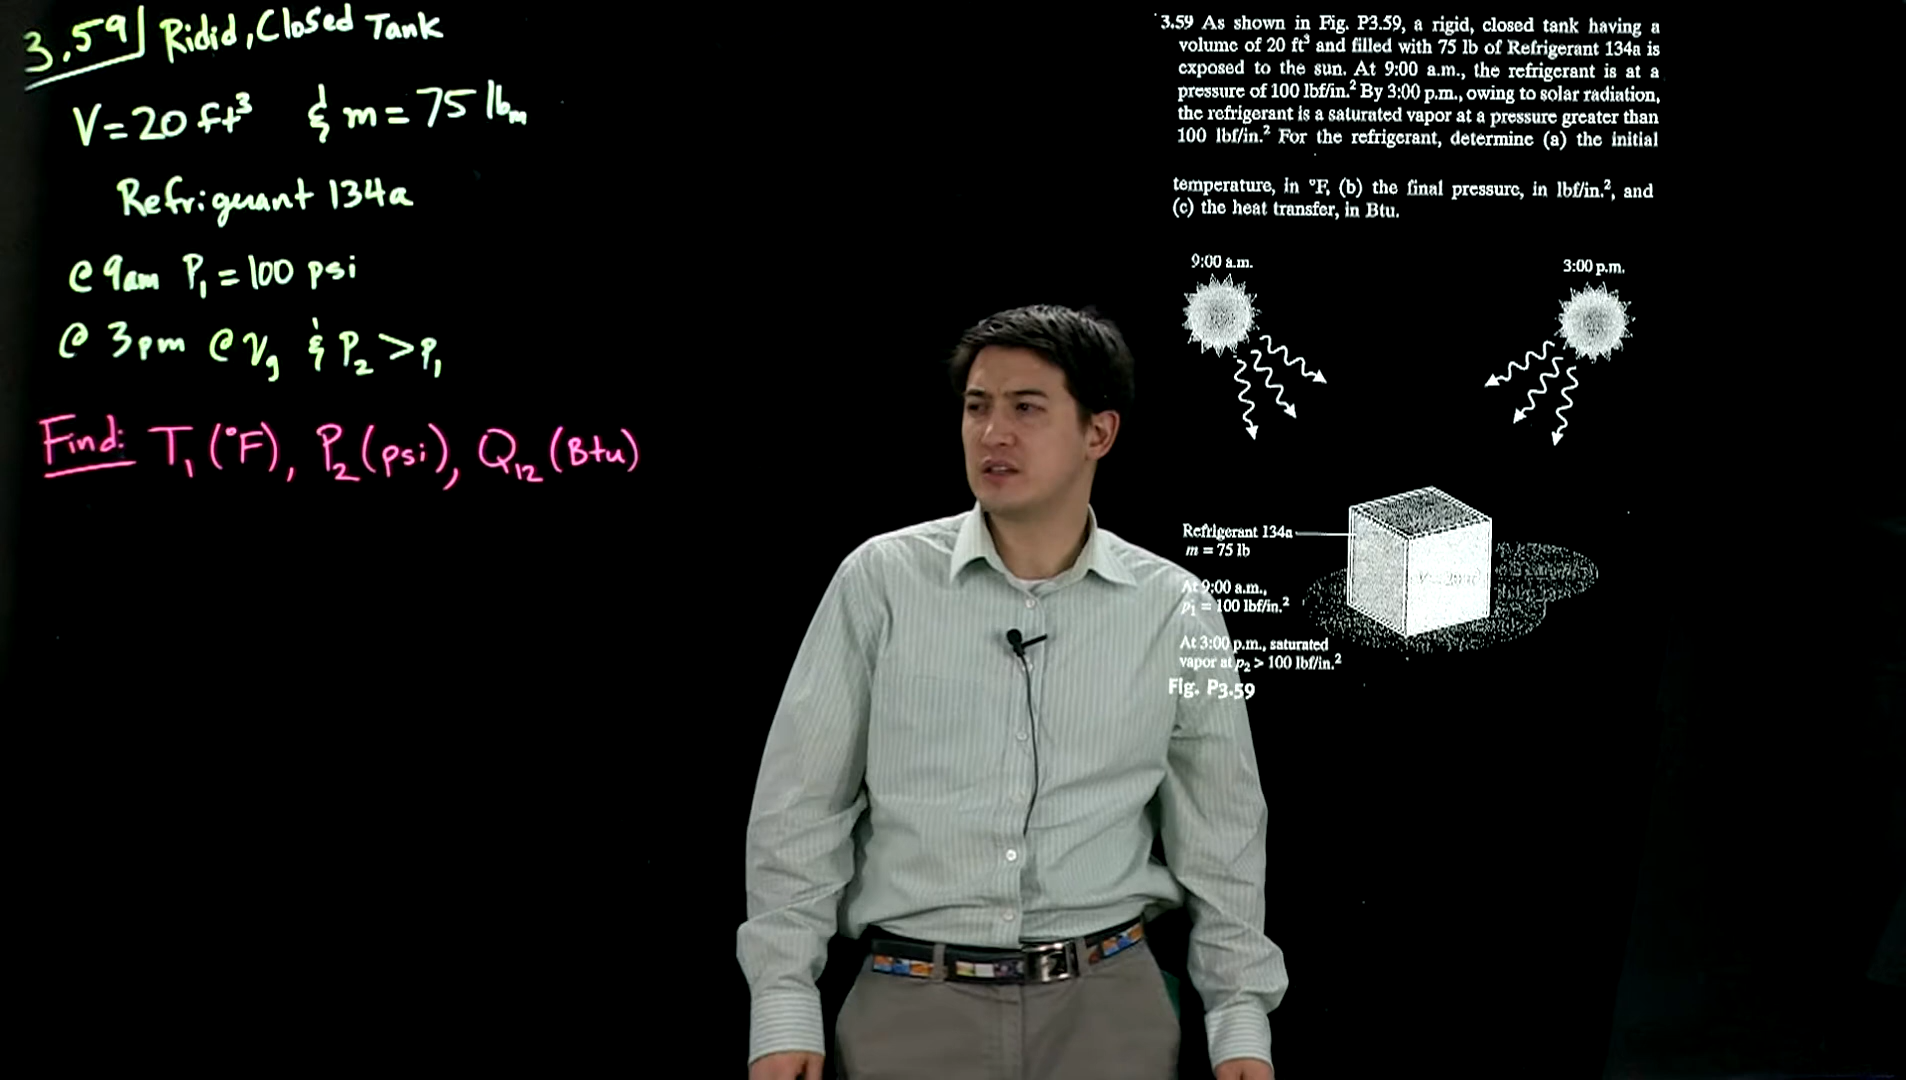 3.59 Ridid, Closed Tank
V=20 ft³ & m=75 lbm
Refrigerant 134a
@ 9am P₁=100 psi
@ 3pm @ Vg & P₂>P₁
Find: T₁(°F), P₂(psi), Q₁₂(Btu)
3.59 As shown in Fig. P3.59, a rigid, closed tank having a
volume of 20 ft³ and filled with 75 lb of Refrigerant 134a is
exposed to the sun. At 9:00 a.m., the refrigerant is at a
pressure of 100 lbf/in.² By 3:00 p.m., owing to solar radiation,
the refrigerant is a saturated vapor at a pressure greater than
100 lbf/in.² For the refrigerant, determine (a) the initial
temperature, in °F, (b) the final pressure, in lbf/in.², and
(c) the heat transfer, in Btu.
9:00 a.m.
3:00 p.m.
Refrigerant 134a
m = 75 lb
At 9:00 a.m.,
p₁ = 100 lbf/in.²
At 3:00 p.m., saturated
vapor at p₂ > 100 lbf/in.²
Fig. P3.59